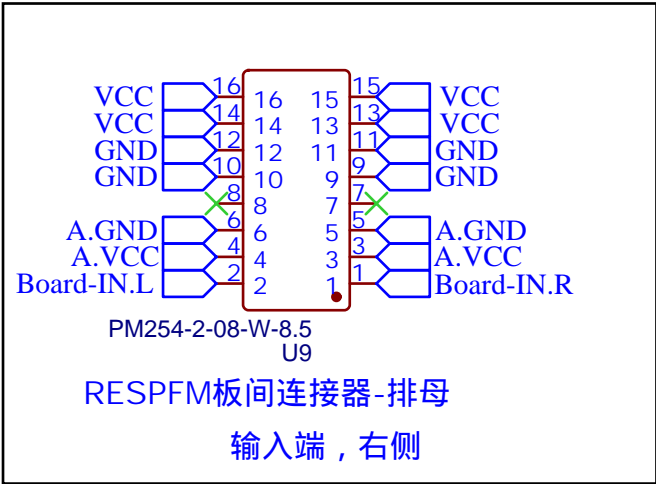 VCC 16 16 15 15 VCC
VCC 14 14 13 13 VCC
GND 12 12 11 11 GND
GND 10 10 9 9 GND
8 8 7 7
A.GND 6 6 5 5 A.GND
A.VCC 4 4 3 3 A.VCC
Board-IN.L 2 2 1 1 Board-IN.R
PM254-2-08-W-8.5
U9
RESPFM板间连接器-排母
输入端，右侧